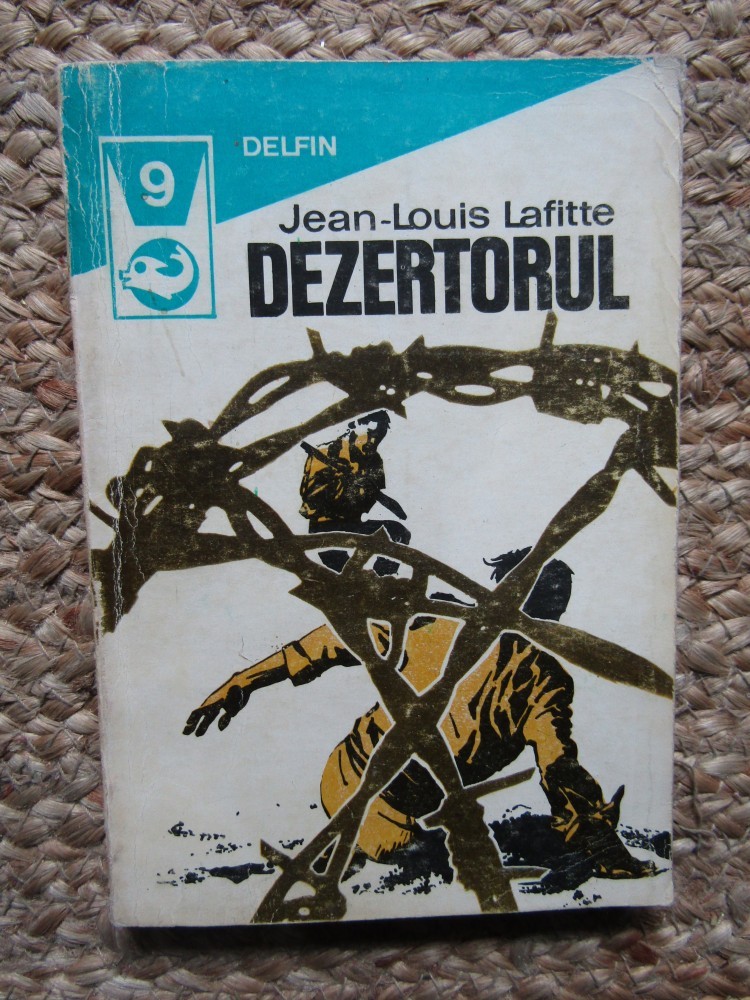 DELFIN
9
Jean-Louis Lafitte
DEZERTORUL